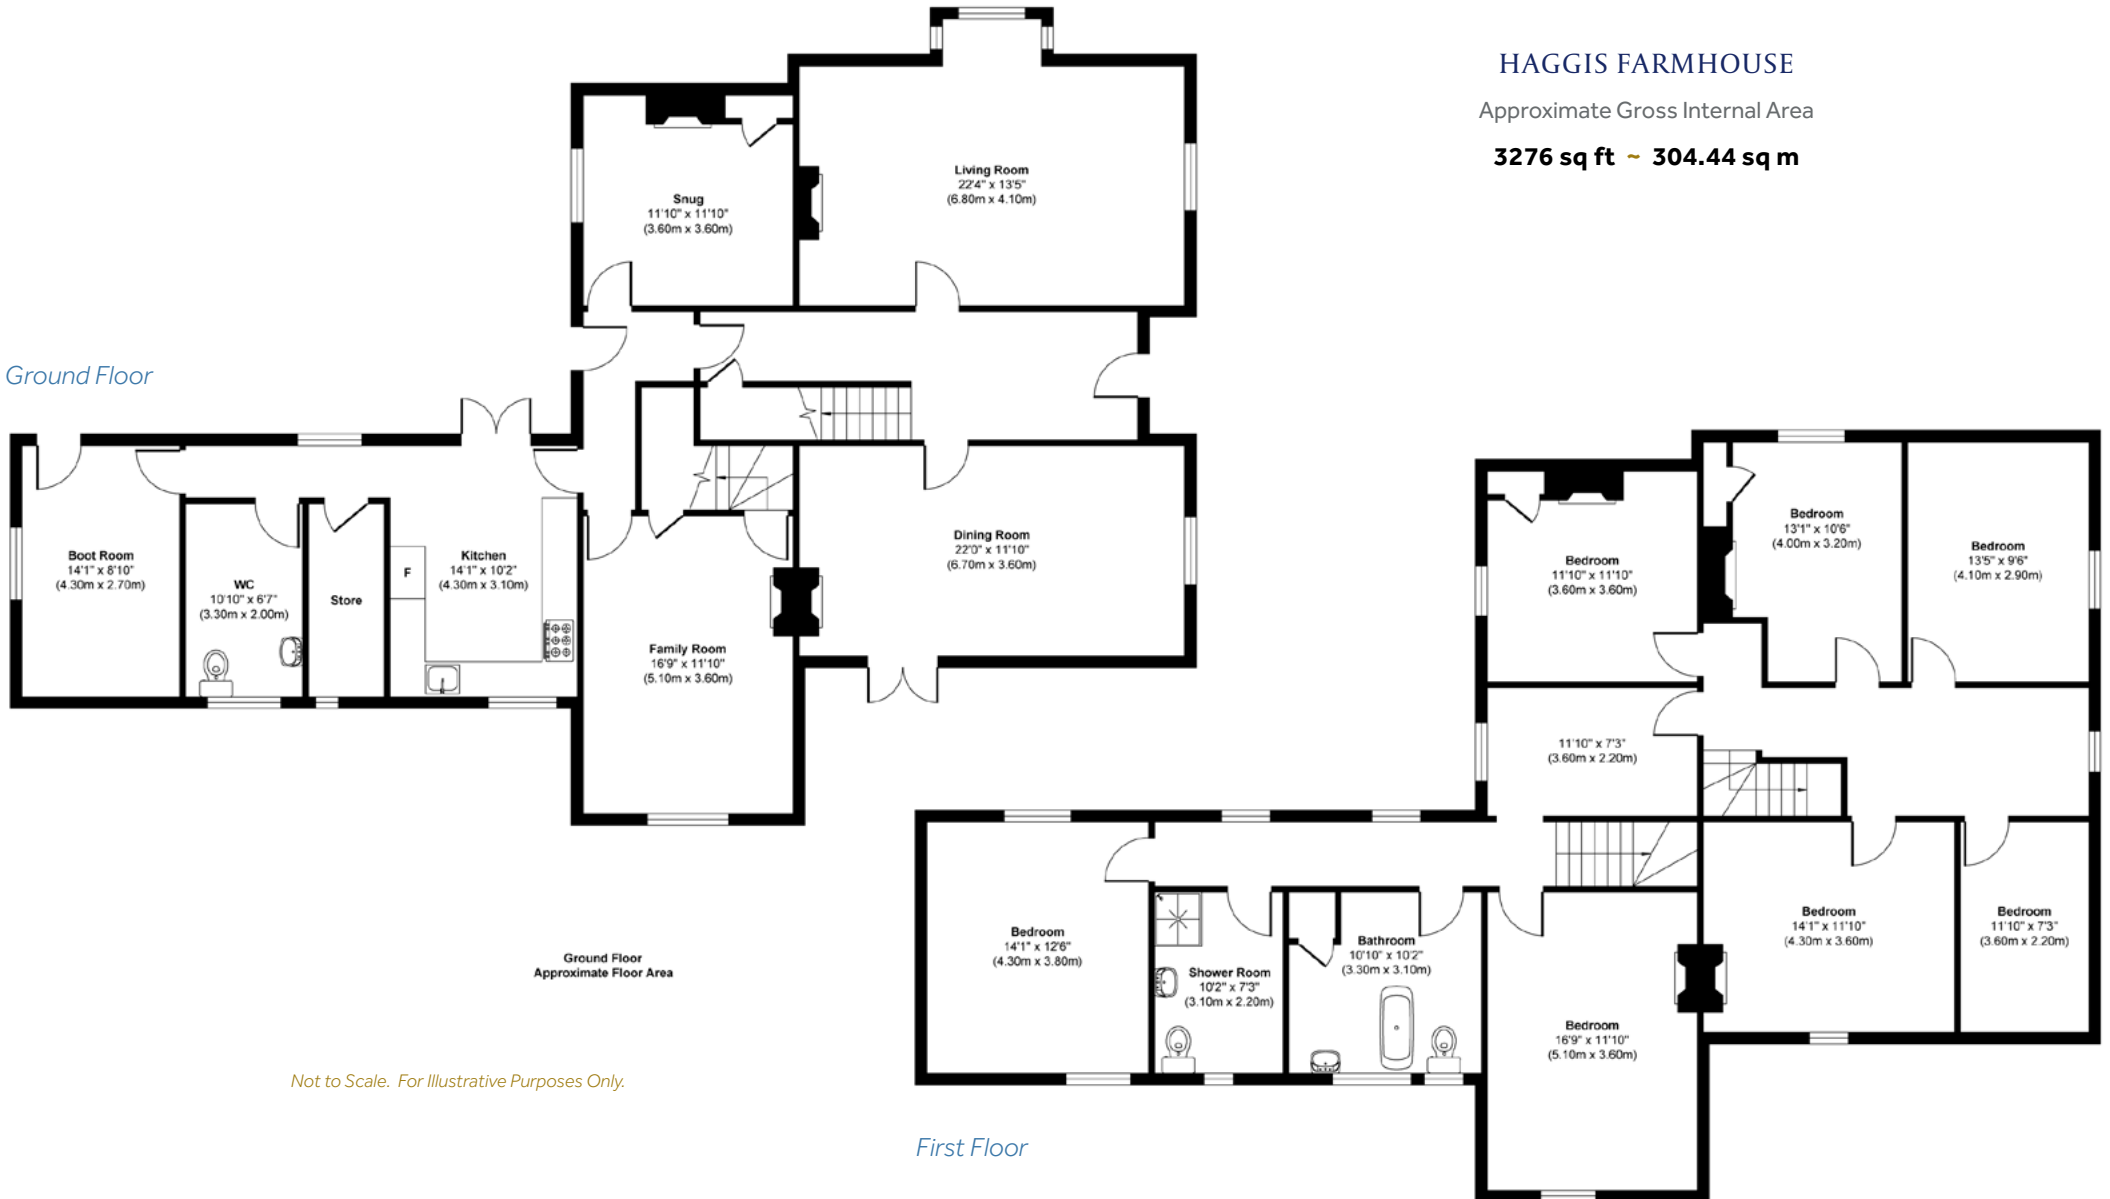 HAGGIS FARMHOUSE
Approximate Gross Internal Area
3276 sq ft ~ 304.44 sq m
Ground Floor
Snug
11'10" x 11'10"
(3.60m x 3.60m)
Living Room
22'4" x 13'5"
(6.80m x 4.10m)
Boot Room
14'1" x 8'10"
(4.30m x 2.70m)
WC
10'10" x 6'7"
(3.30m x 2.00m)
Store
F
Kitchen
14'1" x 10'2"
(4.30m x 3.10m)
Family Room
16'9" x 11'10"
(5.10m x 3.60m)
Dining Room
22'0" x 11'10"
(6.70m x 3.60m)
Ground Floor
Approximate Floor Area
Not to Scale. For Illustrative Purposes Only.
First Floor
Bedroom
11'10" x 11'10"
(3.60m x 3.60m)
Bedroom
13'1" x 10'6"
(4.00m x 3.20m)
Bedroom
13'5" x 9'6"
(4.10m x 2.90m)
11'10" x 7'3"
(3.60m x 2.20m)
Bedroom
14'1" x 12'6"
(4.30m x 3.80m)
Shower Room
10'2" x 7'3"
(3.10m x 2.20m)
Bathroom
10'10" x 10'2"
(3.30m x 3.10m)
Bedroom
16'9" x 11'10"
(5.10m x 3.60m)
Bedroom
14'1" x 11'10"
(4.30m x 3.60m)
Bedroom
11'10" x 7'3"
(3.60m x 2.20m)